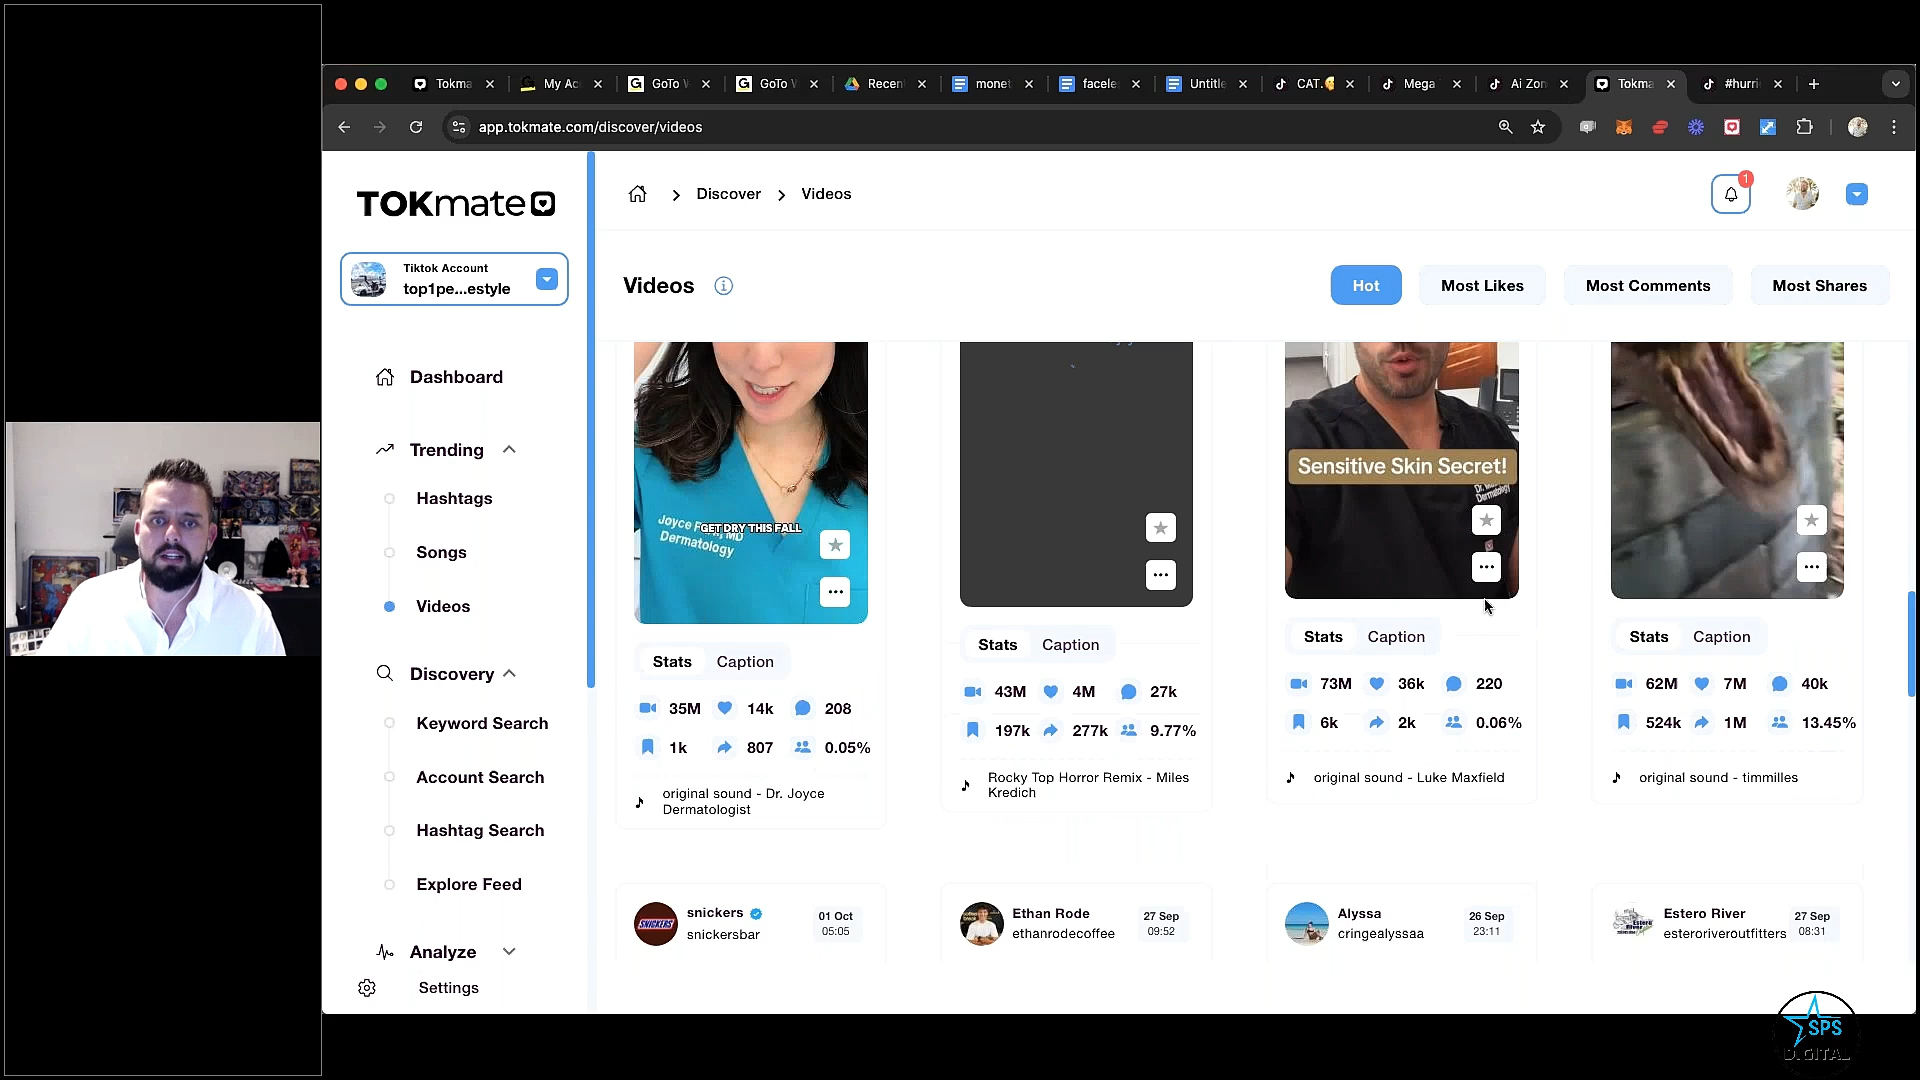 Tokma
My Ac
GoTo W
GoTo W
Recen
monet
facele
Untitle
CAT.
Mega
Ai Zon
Tokma
#hurri
app.tokmate.com/discover/videos
TOKmate
Tiktok Account
top1pe...estyle
Dashboard
Trending
Hashtags
Songs
Videos
Discovery
Keyword Search
Account Search
Hashtag Search
Explore Feed
Analyze
Settings
Discover
Videos
1
Videos
Hot
Most Likes
Most Comments
Most Shares
GET DRY THIS FALL
Dermatology
Sensitive Skin Secret!
Dermatology
Stats Caption
35M 14k 208
1k 807 0.05%
original sound - Dr. Joyce
Dermatologist
Stats Caption
43M 4M 27k
197k 277k 9.77%
Rocky Top Horror Remix - Miles
Kredich
Stats Caption
73M 36k 220
6k 2k 0.06%
original sound - Luke Maxfield
Stats Caption
62M 7M 40k
524k 1M 13.45%
original sound - timmilles
SNICKERS
snickers
snickersbar
01 Oct
05:05
Ethan Rode
ethanrodecoffee
27 Sep
09:52
Alyssa
cringealyssaa
26 Sep
23:11
Estero River
esteroriveroutfitters
27 Sep
08:31
SPS
DIGITAL